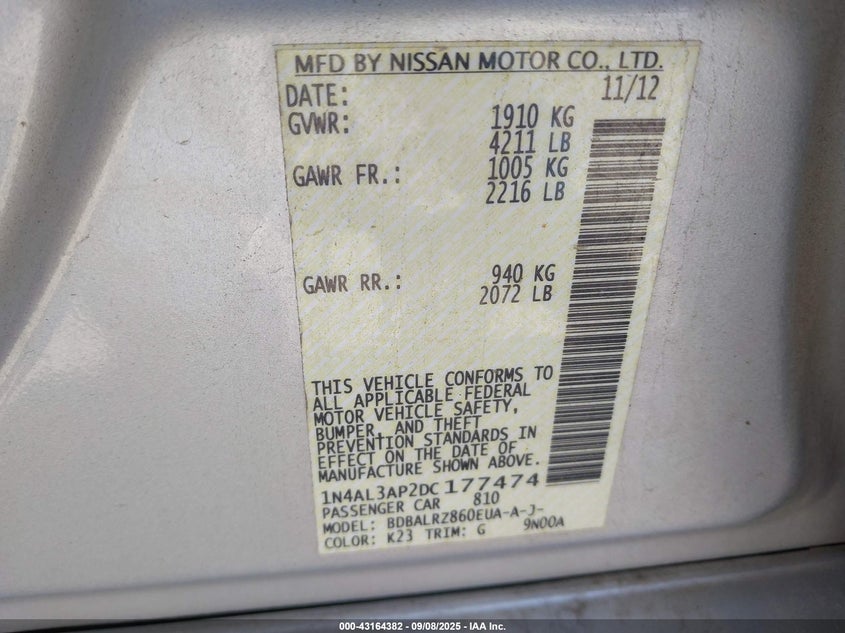 MFD BY NISSAN MOTOR CO., LTD.
DATE: 11/12
GVWR: 1910 KG
4211 LB
GAWR FR.: 1005 KG
2216 LB
GAWR RR.: 940 KG
2072 LB
THIS VEHICLE CONFORMS TO
ALL APPLICABLE FEDERAL
MOTOR VEHICLE SAFETY,
BUMPER, AND THEFT
PREVENTION STANDARDS IN
EFFECT ON THE DATE OF
MANUFACTURE SHOWN ABOVE.
1N4AL3AP2DC177474
PASSENGER CAR 810
MODEL: BDBALRZ860EUA-A-J-
COLOR: K23 TRIM: G 9N00A
000-43164382 - 09/08/2025 - IAA Inc.